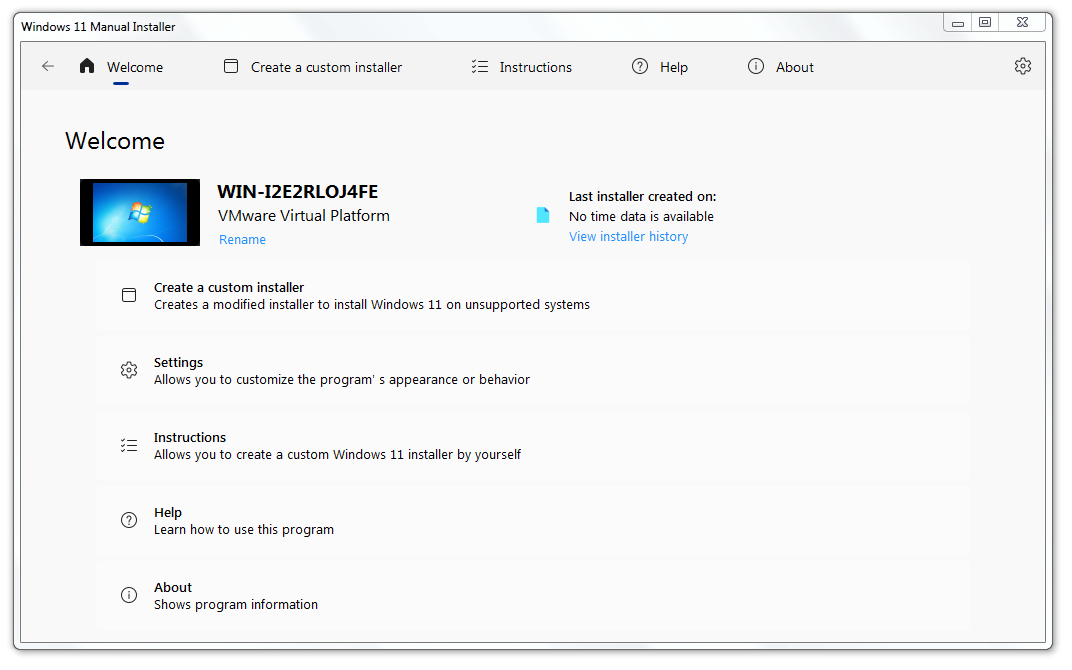 Windows 11 Manual Installer
Welcome
Create a custom installer
Instructions
Help
About
Welcome
WIN-I2E2RLOJ4FE
VMware Virtual Platform
Rename
Last installer created on:
No time data is available
View installer history
Create a custom installer
Creates a modified installer to install Windows 11 on unsupported systems
Settings
Allows you to customize the program' s appearance or behavior
Instructions
Allows you to create a custom Windows 11 installer by yourself
Help
Learn how to use this program
About
Shows program information